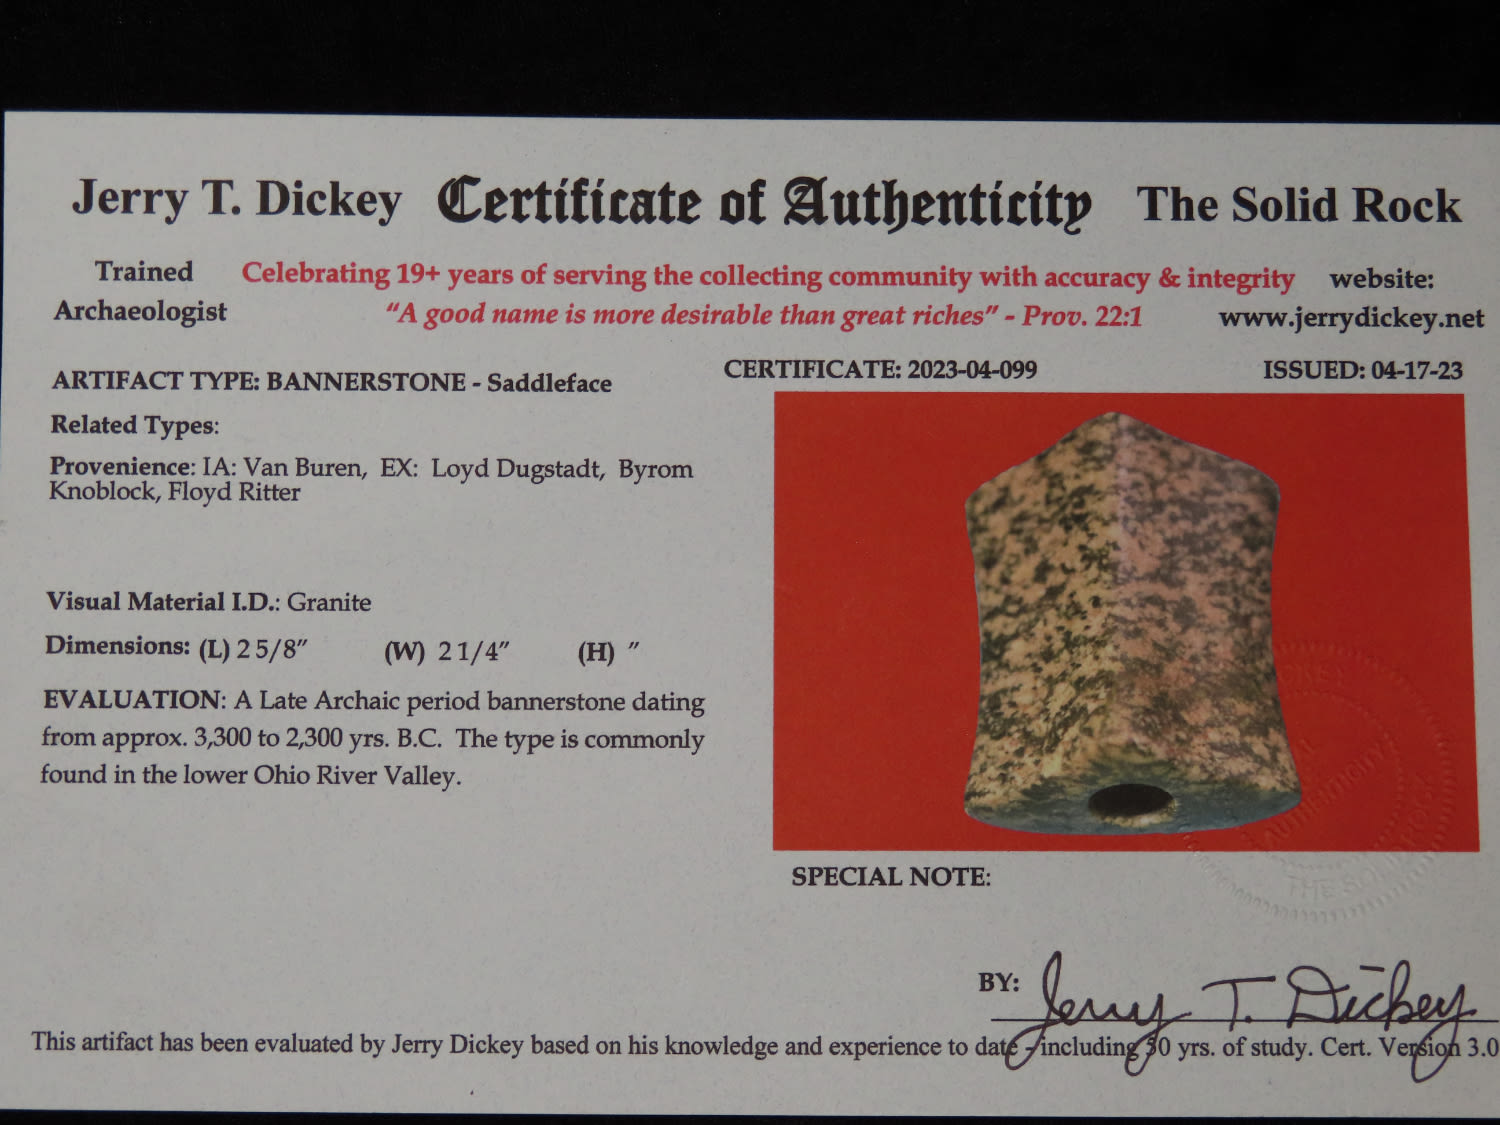 Jerry T. Dickey Certificate of Authenticity The Solid Rock
Trained Celebrating 19+ years of serving the collecting community with accuracy & integrity website:
Archaeologist "A good name is more desirable than great riches" - Prov. 22:1 www.jerrydickey.net
ARTIFACT TYPE: BANNERSTONE - Saddleface
CERTIFICATE: 2023-04-099 ISSUED: 04-17-23
Related Types:
Provenience: IA: Van Buren, EX: Loyd Dugstadt, Byrom
Knoblock, Floyd Ritter
Visual Material I.D.: Granite
Dimensions: (L) 2 5/8" (W) 2 1/4" (H) "
EVALUATION: A Late Archaic period bannerstone dating
from approx. 3,300 to 2,300 yrs. B.C. The type is commonly
found in the lower Ohio River Valley.
DICKEY
AUTHENTICITY
THE SOLID ROCK
SPECIAL NOTE:
BY: Jerry T. Dickey
This artifact has been evaluated by Jerry Dickey based on his knowledge and experience to date - including 50 yrs. of study. Cert. Version 3.0